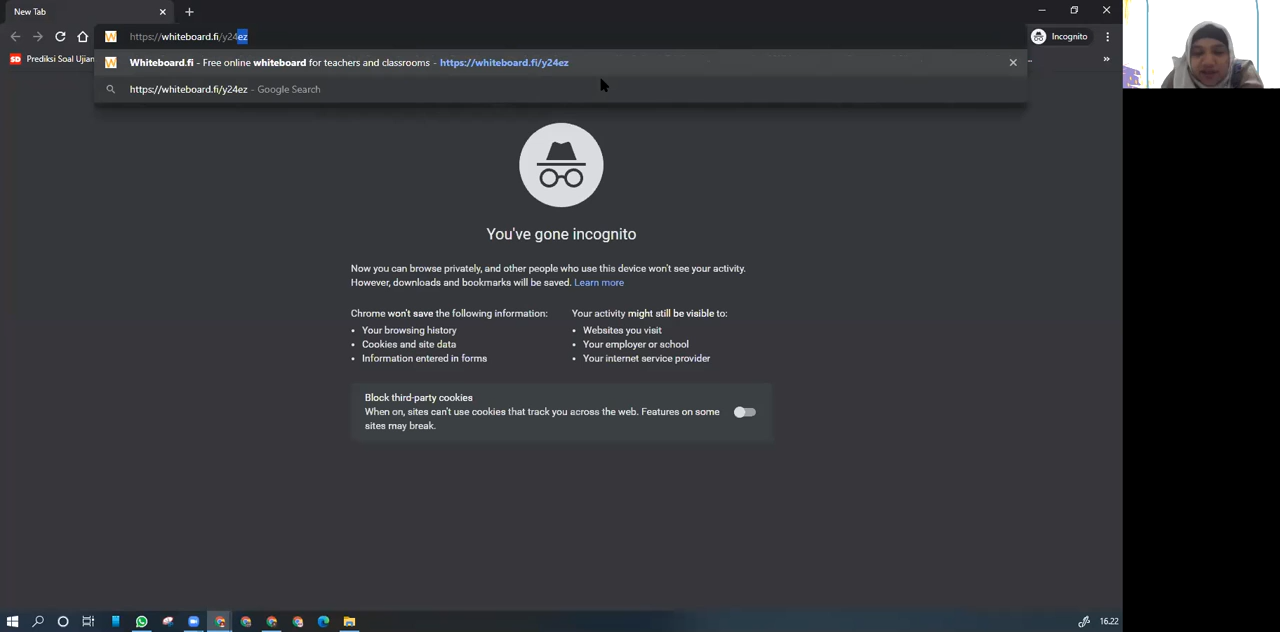 New Tab
https://whiteboard.fi/y24ez
Incognito
Whiteboard.fi - Free online whiteboard for teachers and classrooms - https://whiteboard.fi/y24ez
SD Prediksi Soal Ujian
https://whiteboard.fi/y24ez - Google Search
You've gone incognito
Now you can browse privately, and other people who use this device won't see your activity.
However, downloads and bookmarks will be saved. Learn more
Chrome won't save the following information:
• Your browsing history
• Cookies and site data
• Information entered in forms
Your activity might still be visible to:
• Websites you visit
• Your employer or school
• Your internet service provider
Block third-party cookies
When on, sites can't use cookies that track you across the web. Features on some
sites may break.
16.22